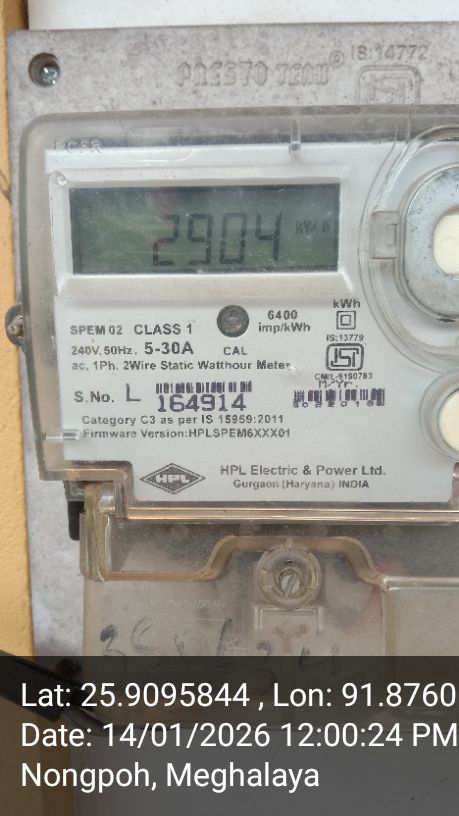 IS:14772
PRESTO
2904 kWh
kWh
6400
imp/kWh
SPEM 02 CLASS 1
IS:13779
240V, 50Hz, 5-30A CAL
ac, 1Ph. 2Wire Static Watthour Meter
CM/L-9190783
M/Yr.
S.No. L 164914
Category C3 as per IS 15959:2011
Firmware Version:HPLSPEM6XXX01
HPL
HPL Electric & Power Ltd.
Gurgaon (Haryana) INDIA
Lat: 25.9095844 , Lon: 91.8760
Date: 14/01/2026 12:00:24 PM
Nongpoh, Meghalaya